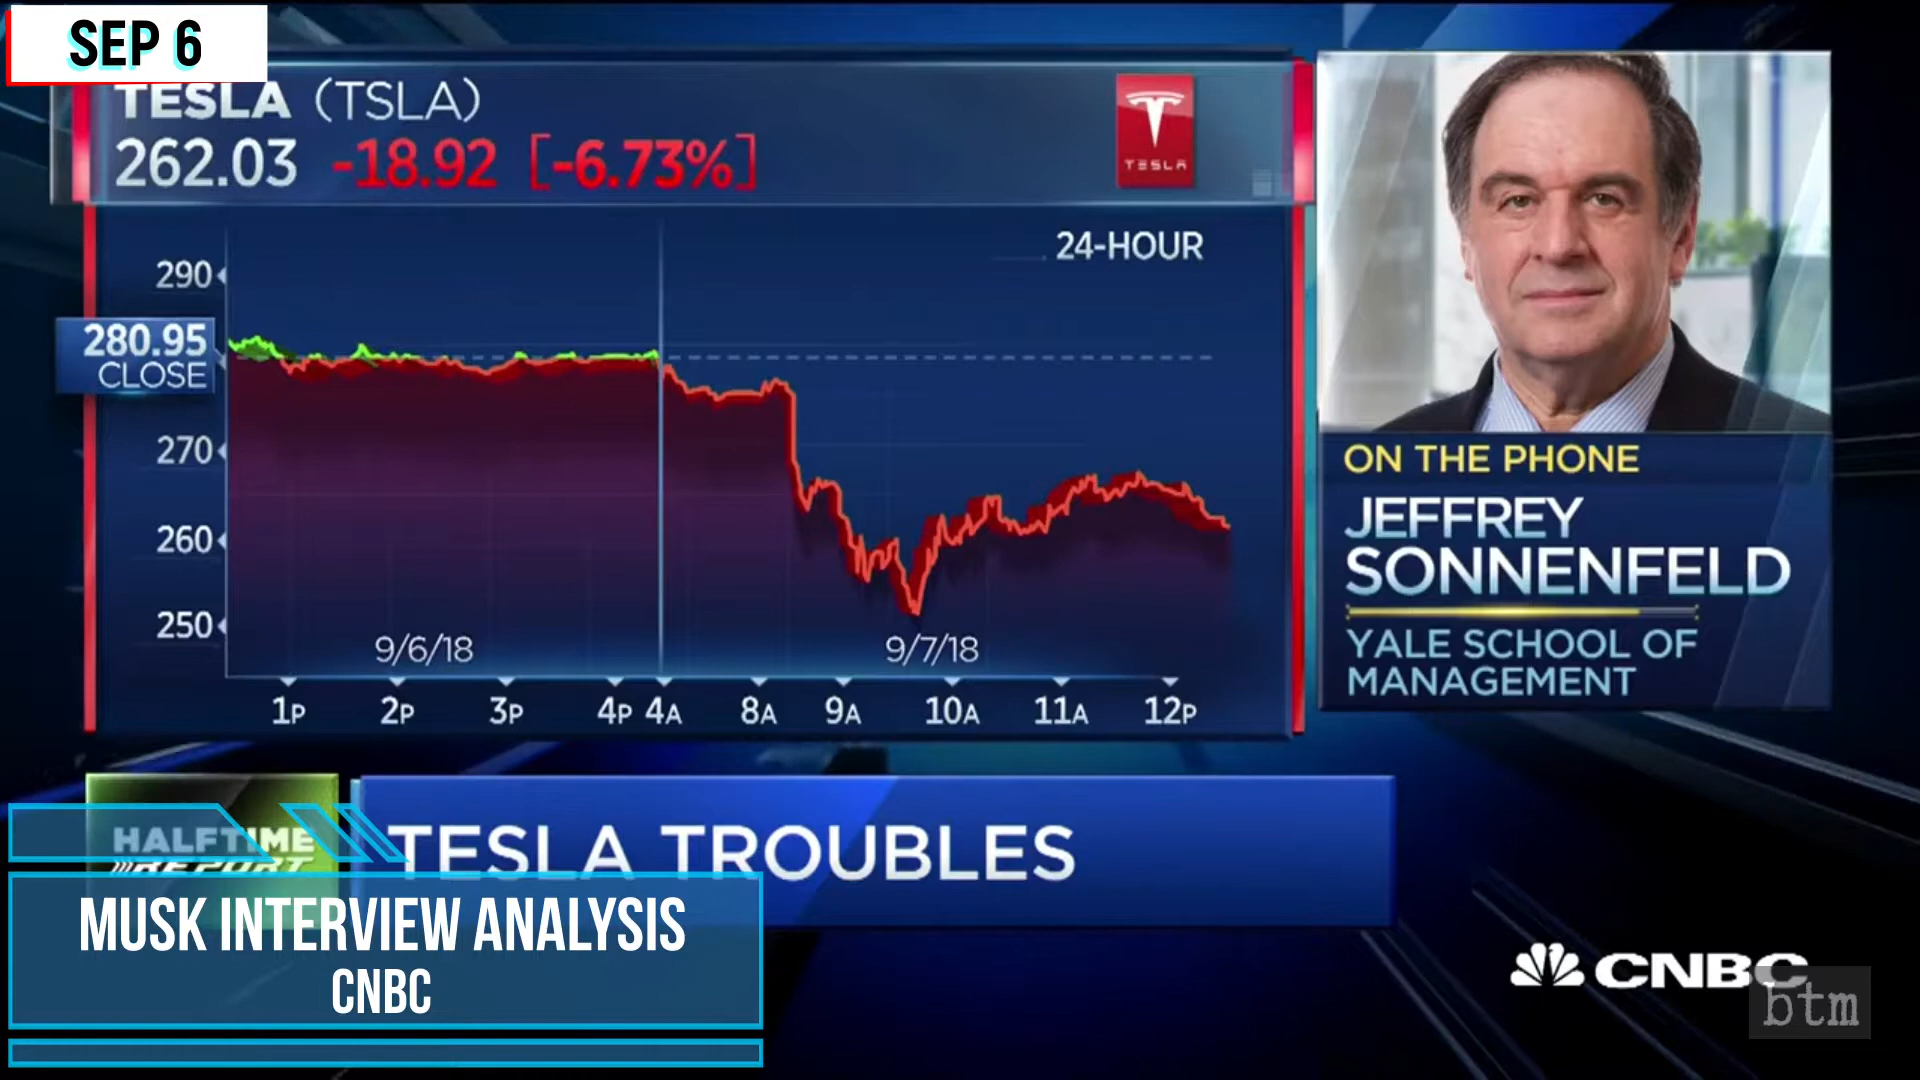 SEP 6
TESLA (TSLA)
262.03 -18.92 [-6.73%]
TESLA
24-HOUR
290
280.95
CLOSE
270
260
250
9/6/18 9/7/18
1P 2P 3P 4P 4A 8A 9A 10A 11A 12P
ON THE PHONE
JEFFREY
SONNENFELD
YALE SCHOOL OF
MANAGEMENT
HALFTIME
REPORT
TESLA TROUBLES
MUSK INTERVIEW ANALYSIS
CNBC
CNBC
btm